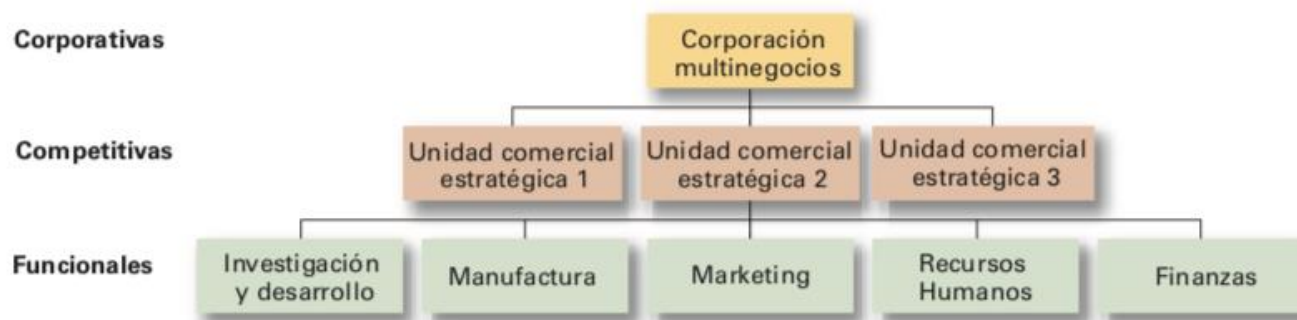 Corporativas
Corporación
multinegocios
Competitivas
Unidad comercial
estratégica 1
Unidad comercial
estratégica 2
Unidad comercial
estratégica 3
Funcionales
Investigación
y desarrollo
Manufactura
Marketing
Recursos
Humanos
Finanzas